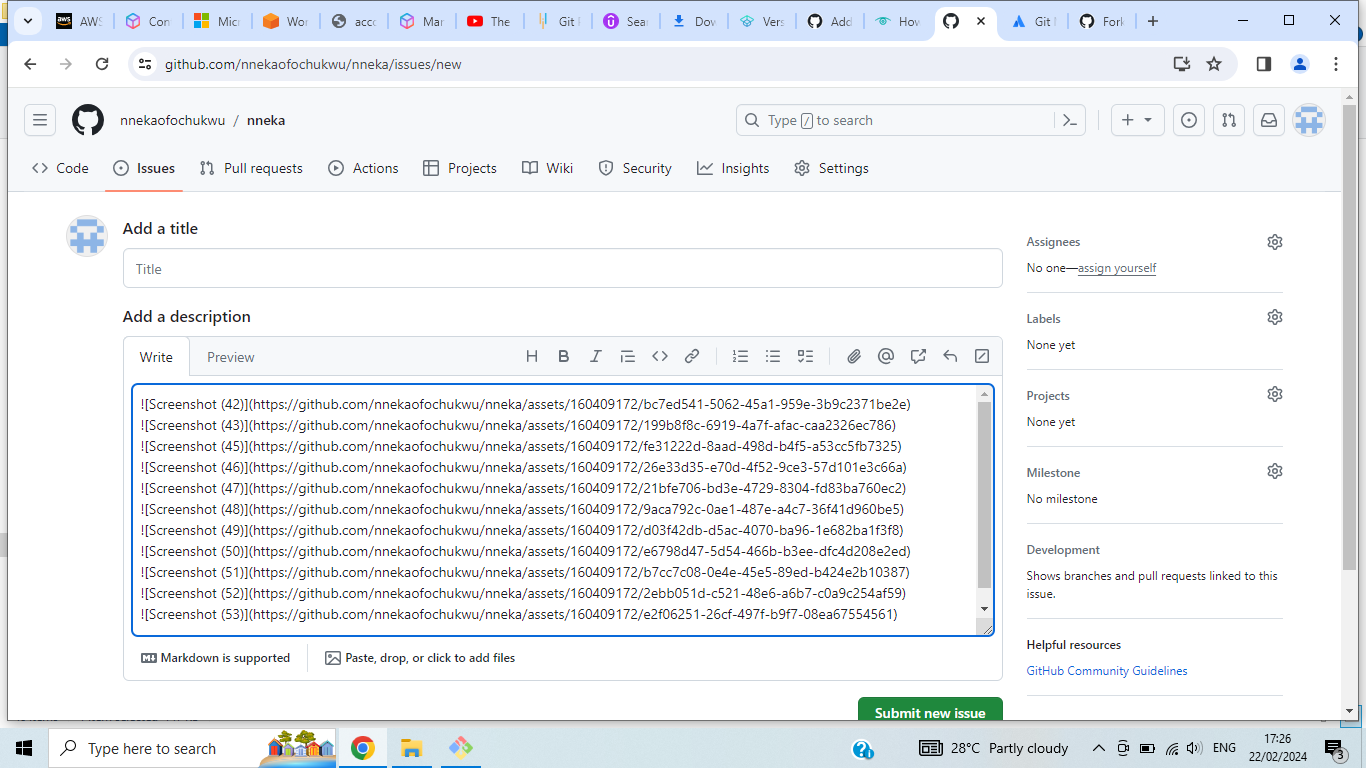 AWS
Con
Micr
Wor
acco
Mar
The
Git F
Sear
Dov
Vers
Add
How
Git M
Fork
github.com/nnekaofochukwu/nneka/issues/new
nnekaofochukwu / nneka
Type / to search
Code
Issues
Pull requests
Actions
Projects
Wiki
Security
Insights
Settings
Add a title
Title
Add a description
Write
Preview
![Screenshot (42)](https://github.com/nnekaofochukwu/nneka/assets/160409172/bc7ed541-5062-45a1-959e-3b9c2371be2e)
![Screenshot (43)](https://github.com/nnekaofochukwu/nneka/assets/160409172/199b8f8c-6919-4a7f-afac-caa2326ec786)
![Screenshot (45)](https://github.com/nnekaofochukwu/nneka/assets/160409172/fe31222d-8aad-498d-b4f5-a53cc5fb7325)
![Screenshot (46)](https://github.com/nnekaofochukwu/nneka/assets/160409172/26e33d35-e70d-4f52-9ce3-57d101e3c66a)
![Screenshot (47)](https://github.com/nnekaofochukwu/nneka/assets/160409172/21bfe706-bd3e-4729-8304-fd83ba760ec2)
![Screenshot (48)](https://github.com/nnekaofochukwu/nneka/assets/160409172/9aca792c-0ae1-487e-a4c7-36f41d960be5)
![Screenshot (49)](https://github.com/nnekaofochukwu/nneka/assets/160409172/d03f42db-d5ac-4070-ba96-1e682ba1f3f8)
![Screenshot (50)](https://github.com/nnekaofochukwu/nneka/assets/160409172/e6798d47-5d54-466b-b3ee-dfc4d208e2ed)
![Screenshot (51)](https://github.com/nnekaofochukwu/nneka/assets/160409172/b7cc7c08-0e4e-45e5-89ed-b424e2b10387)
![Screenshot (52)](https://github.com/nnekaofochukwu/nneka/assets/160409172/2ebb051d-c521-48e6-a6b7-c0a9c254af59)
![Screenshot (53)](https://github.com/nnekaofochukwu/nneka/assets/160409172/e2f06251-26cf-497f-b9f7-08ea67554561)
Markdown is supported
Paste, drop, or click to add files
Submit new issue
Assignees
No one—assign yourself
Labels
None yet
Projects
None yet
Milestone
No milestone
Development
Shows branches and pull requests linked to this
issue.
Helpful resources
GitHub Community Guidelines
Type here to search
28°C Partly cloudy
ENG
17:26
22/02/2024
3